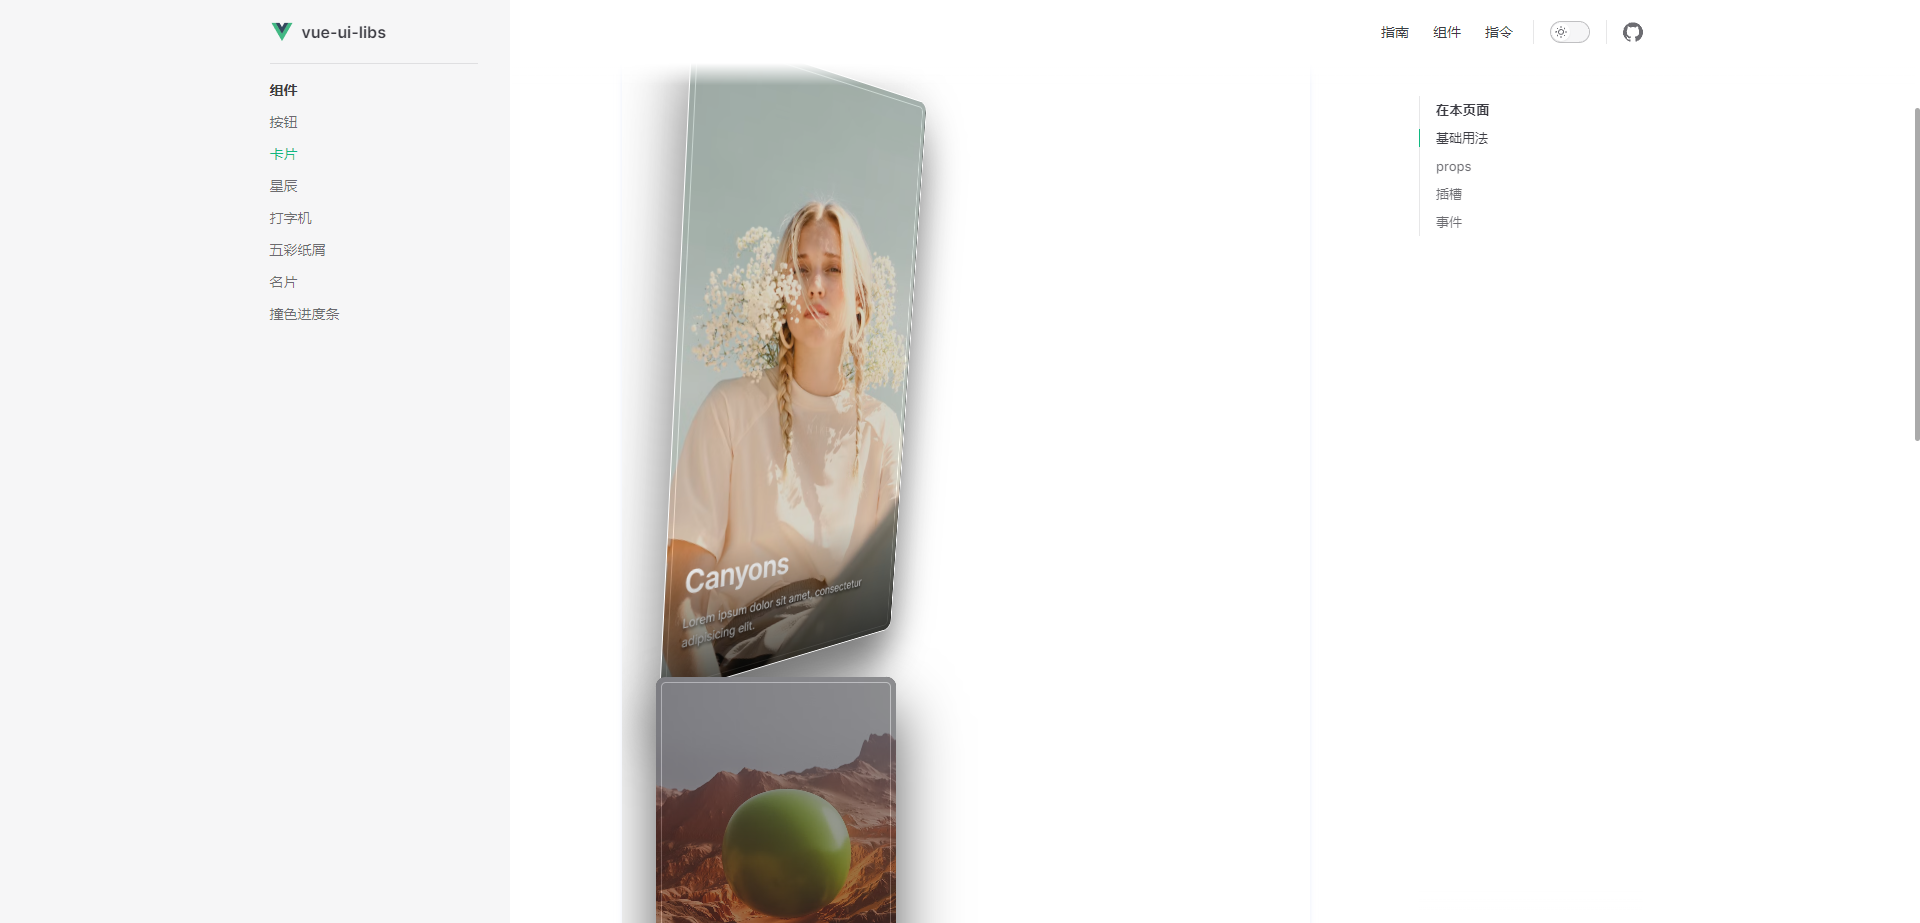 vue-ui-libs
组件
按钮
卡片
星辰
打字机
五彩纸屑
名片
撞色进度条
指南
组件
指令
Canyons
Lorem ipsum dolor sit amet, consectetur
adipisicing elit.
在本页面
基础用法
props
插槽
事件